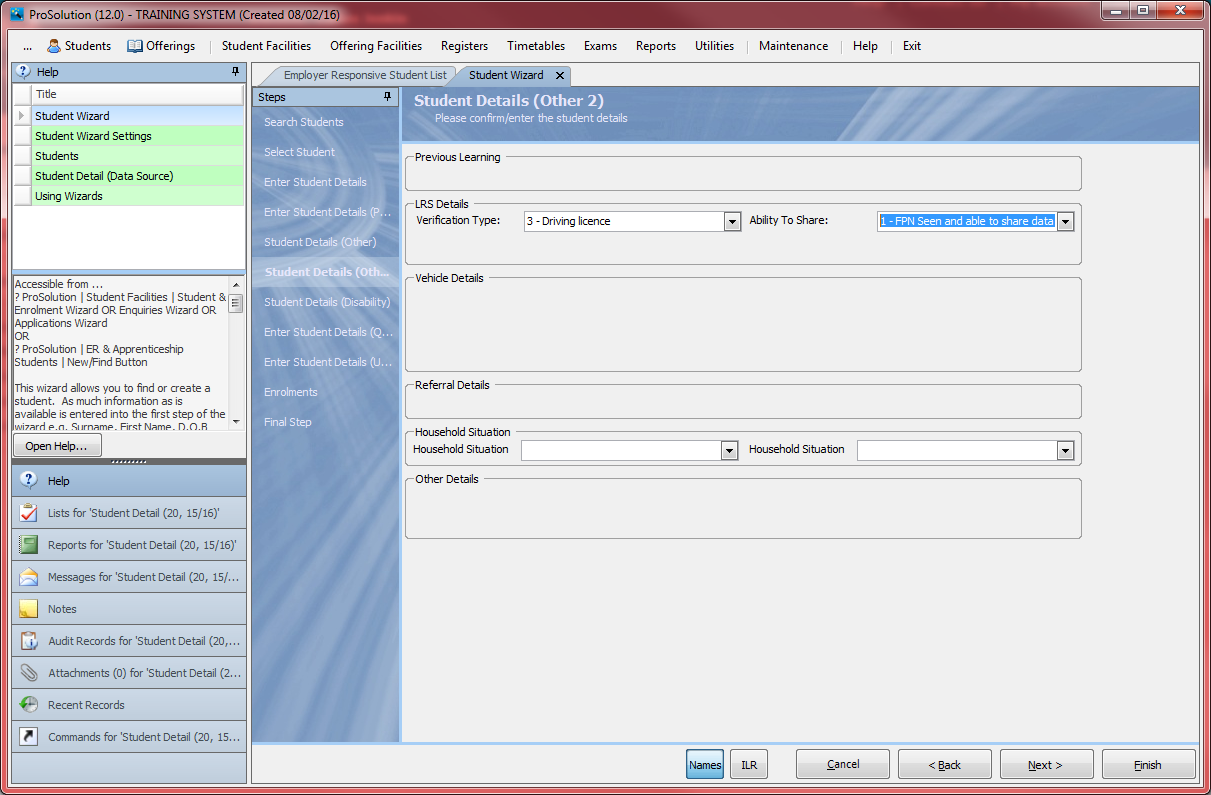 ProSolution (12.0) - TRAINING SYSTEM (Created 08/02/16)
... Students Offerings Student Facilities Offering Facilities Registers Timetables Exams Reports Utilities Maintenance Help Exit
Help
Title
Student Wizard
Student Wizard Settings
Students
Student Detail (Data Source)
Using Wizards
Accessible from ...
? ProSolution | Student Facilities | Student &
Enrolment Wizard OR Enquiries Wizard OR
Applications Wizard
OR
? ProSolution | ER & Apprenticeship
Students | New/Find Button
This wizard allows you to find or create a
student. As much information as is
available is entered into the first step of the
wizard e.g. Surname, First Name, D.O.B
Open Help...
Help
Lists for 'Student Detail (20, 15/16)'
Reports for 'Student Detail (20, 15/16)'
Messages for 'Student Detail (20, 15/...
Notes
Audit Records for 'Student Detail (20,...
Attachments (0) for 'Student Detail (2...
Recent Records
Commands for 'Student Detail (20, 15...
Employer Responsive Student List Student Wizard
Steps
Search Students
Select Student
Enter Student Details
Enter Student Details (P...
Student Details (Other)
Student Details (Oth...
Student Details (Disability)
Enter Student Details (Q...
Enter Student Details (U...
Enrolments
Final Step
Student Details (Other 2)
Please confirm/enter the student details
Previous Learning
LRS Details
Verification Type: 3 - Driving licence Ability To Share: 1 - FPN Seen and able to share data
Vehicle Details
Referral Details
Household Situation
Household Situation Household Situation
Other Details
Names ILR Cancel < Back Next > Finish